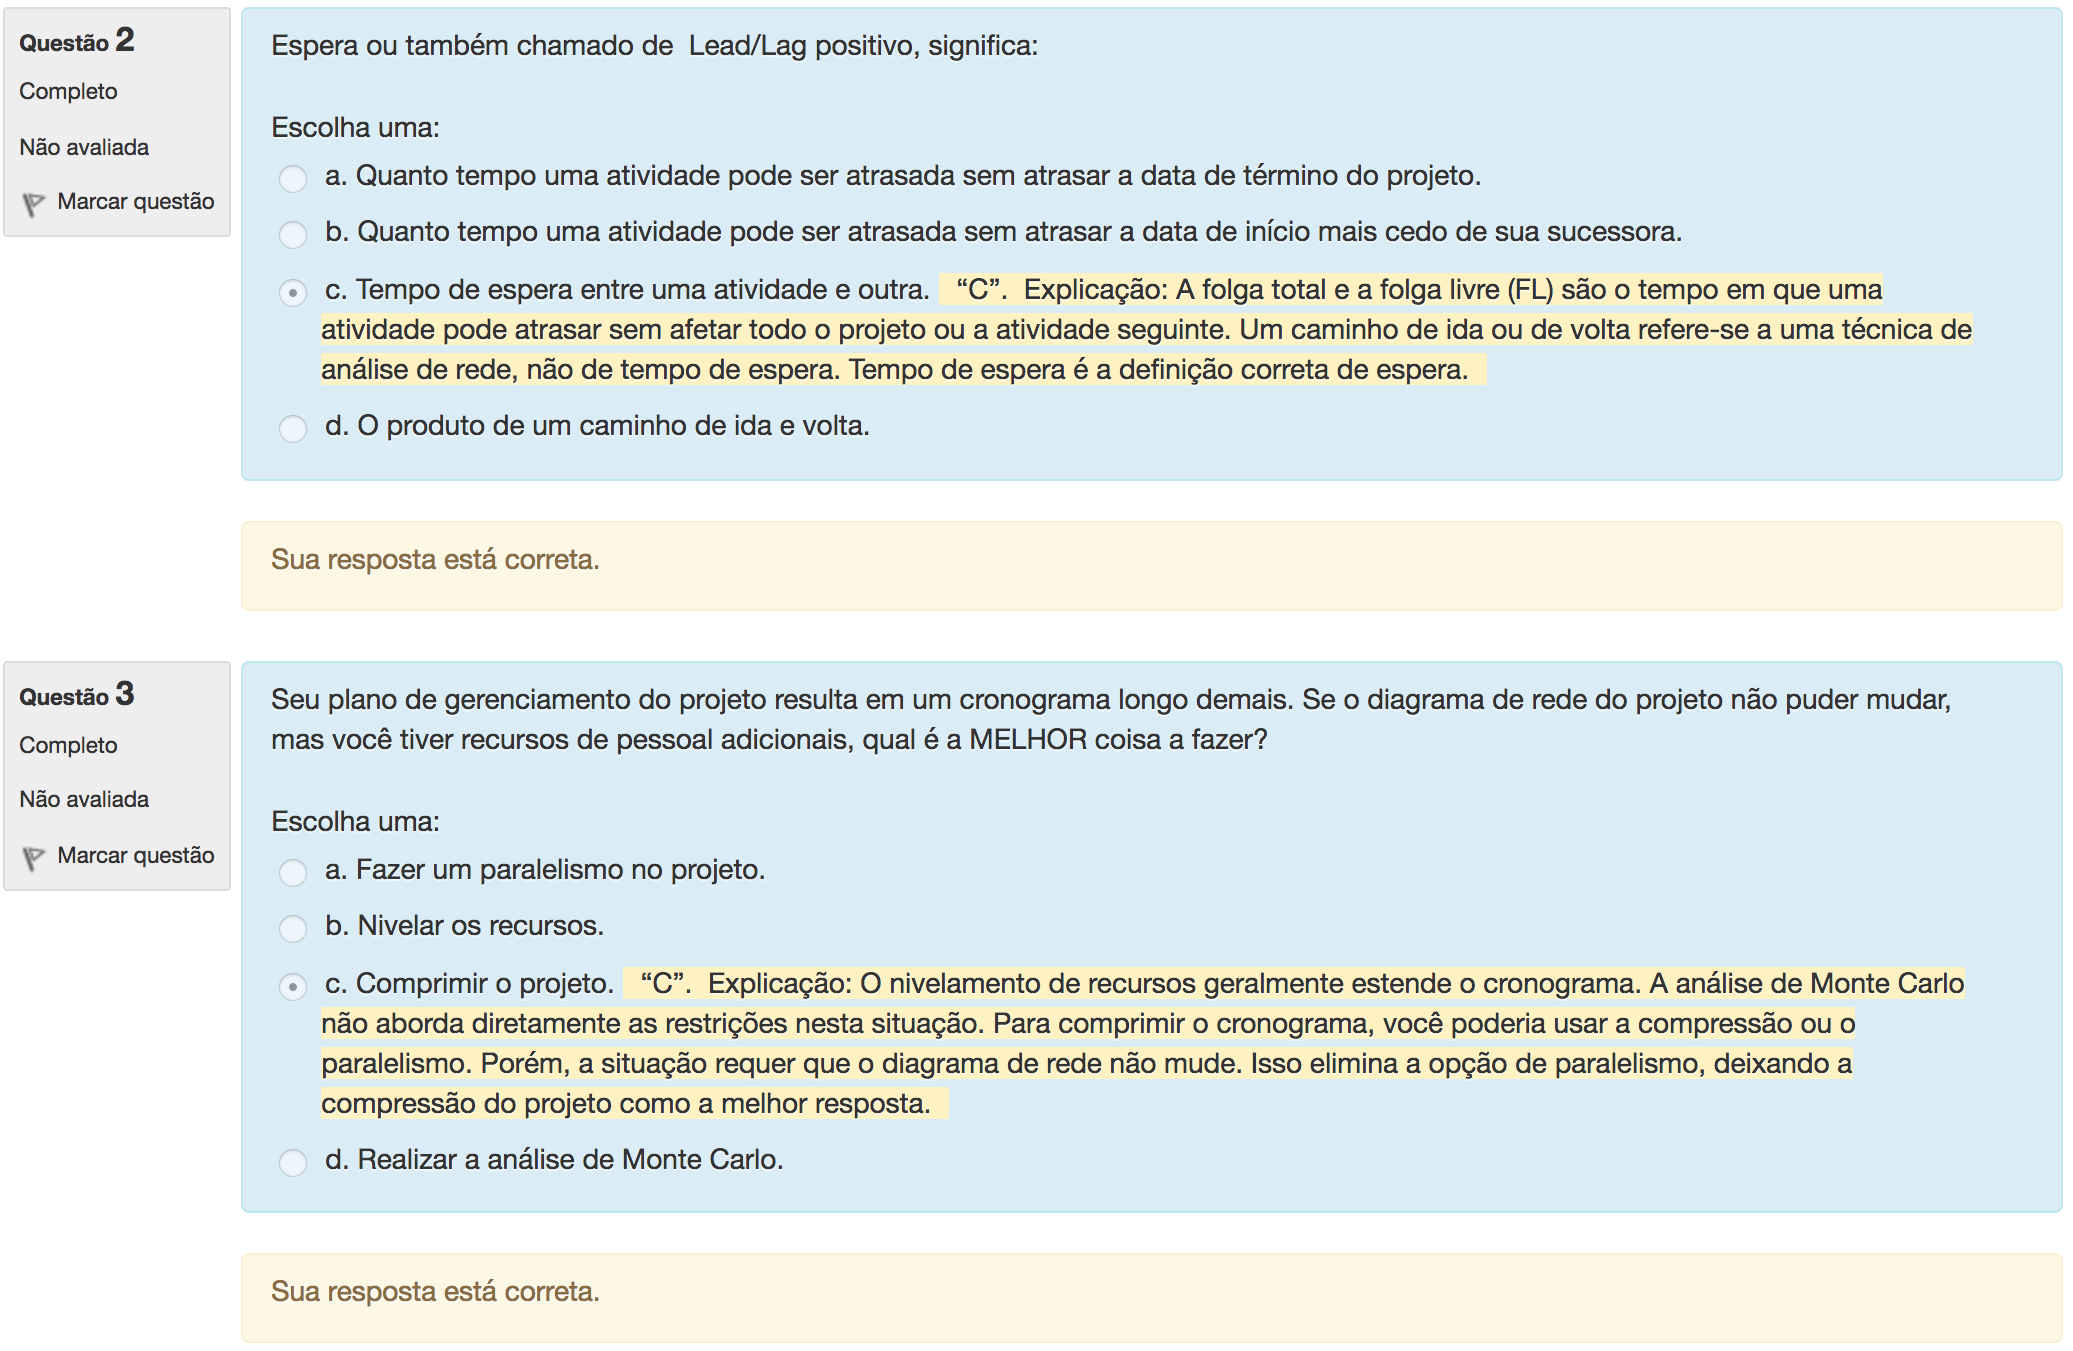 Questão 2
Completo
Não avaliada
Marcar questão
Espera ou também chamado de  Lead/Lag positivo, significa:
Escolha uma:
a. Quanto tempo uma atividade pode ser atrasada sem atrasar a data de término do projeto.
b. Quanto tempo uma atividade pode ser atrasada sem atrasar a data de início mais cedo de sua sucessora.
c. Tempo de espera entre uma atividade e outra.   “C”.  Explicação: A folga total e a folga livre (FL) são o tempo em que uma
atividade pode atrasar sem afetar todo o projeto ou a atividade seguinte. Um caminho de ida ou de volta refere-se a uma técnica de
análise de rede, não de tempo de espera. Tempo de espera é a definição correta de espera.
d. O produto de um caminho de ida e volta.
Sua resposta está correta.
Questão 3
Completo
Não avaliada
Marcar questão
Seu plano de gerenciamento do projeto resulta em um cronograma longo demais. Se o diagrama de rede do projeto não puder mudar,
mas você tiver recursos de pessoal adicionais, qual é a MELHOR coisa a fazer?
Escolha uma:
a. Fazer um paralelismo no projeto.
b. Nivelar os recursos.
c. Comprimir o projeto.   “C”.  Explicação: O nivelamento de recursos geralmente estende o cronograma. A análise de Monte Carlo
não aborda diretamente as restrições nesta situação. Para comprimir o cronograma, você poderia usar a compressão ou o
paralelismo. Porém, a situação requer que o diagrama de rede não mude. Isso elimina a opção de paralelismo, deixando a
compressão do projeto como a melhor resposta.
d. Realizar a análise de Monte Carlo.
Sua resposta está correta.